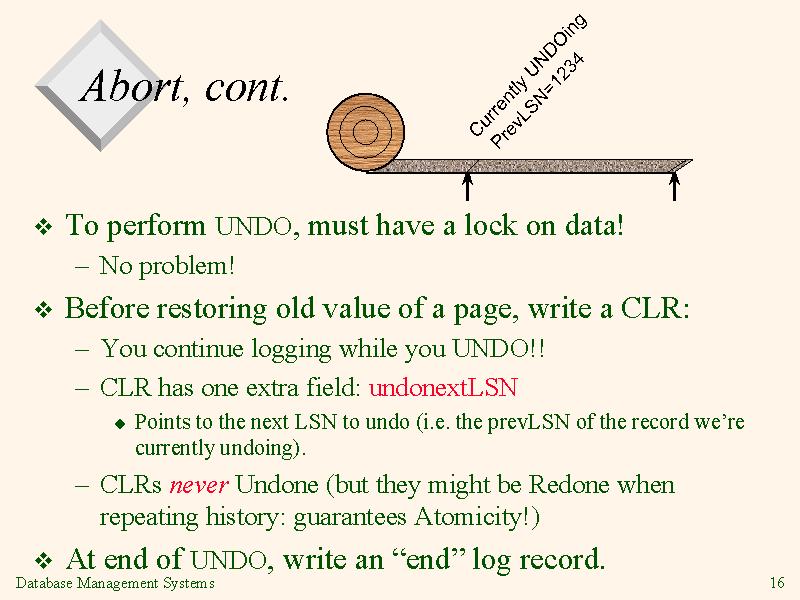 Abort, cont.
Currently UNDOing
PrevLSN=1234
❖ To perform UNDO, must have a lock on data!
– No problem!
❖ Before restoring old value of a page, write a CLR:
– You continue logging while you UNDO!!
– CLR has one extra field: undonextLSN
◆ Points to the next LSN to undo (i.e. the prevLSN of the record we’re
currently undoing).
– CLRs never Undone (but they might be Redone when
repeating history: guarantees Atomicity!)
❖ At end of UNDO, write an “end” log record.
Database Management Systems
16